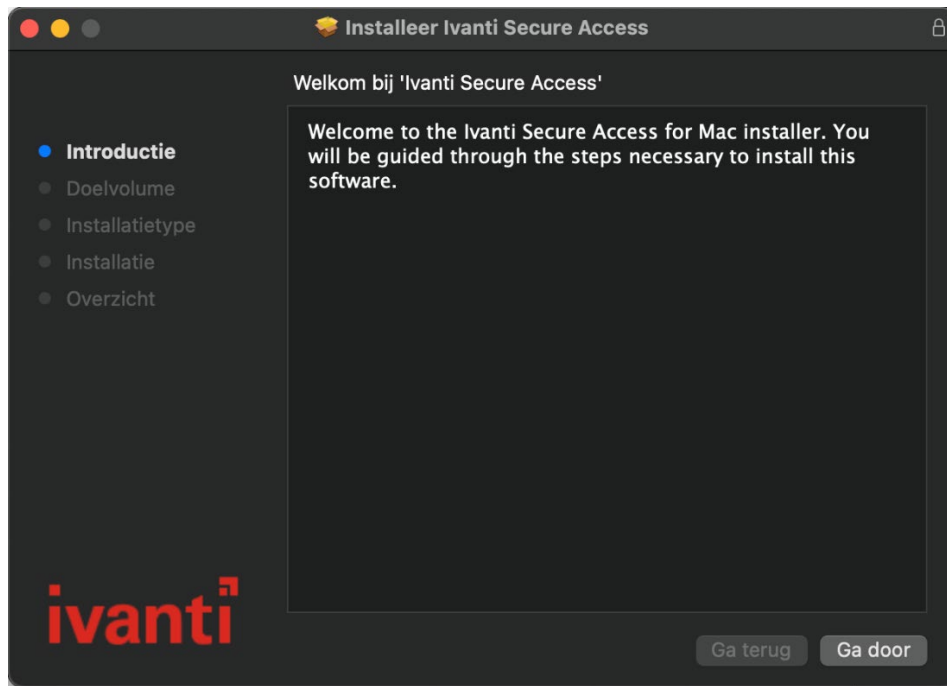 Installeer Ivanti Secure Access
Welkom bij 'Ivanti Secure Access'
Introductie
Doelvolume
Installatietype
Installatie
Overzicht
Welcome to the Ivanti Secure Access for Mac installer. You
will be guided through the steps necessary to install this
software.
ivanti
Ga terug
Ga door